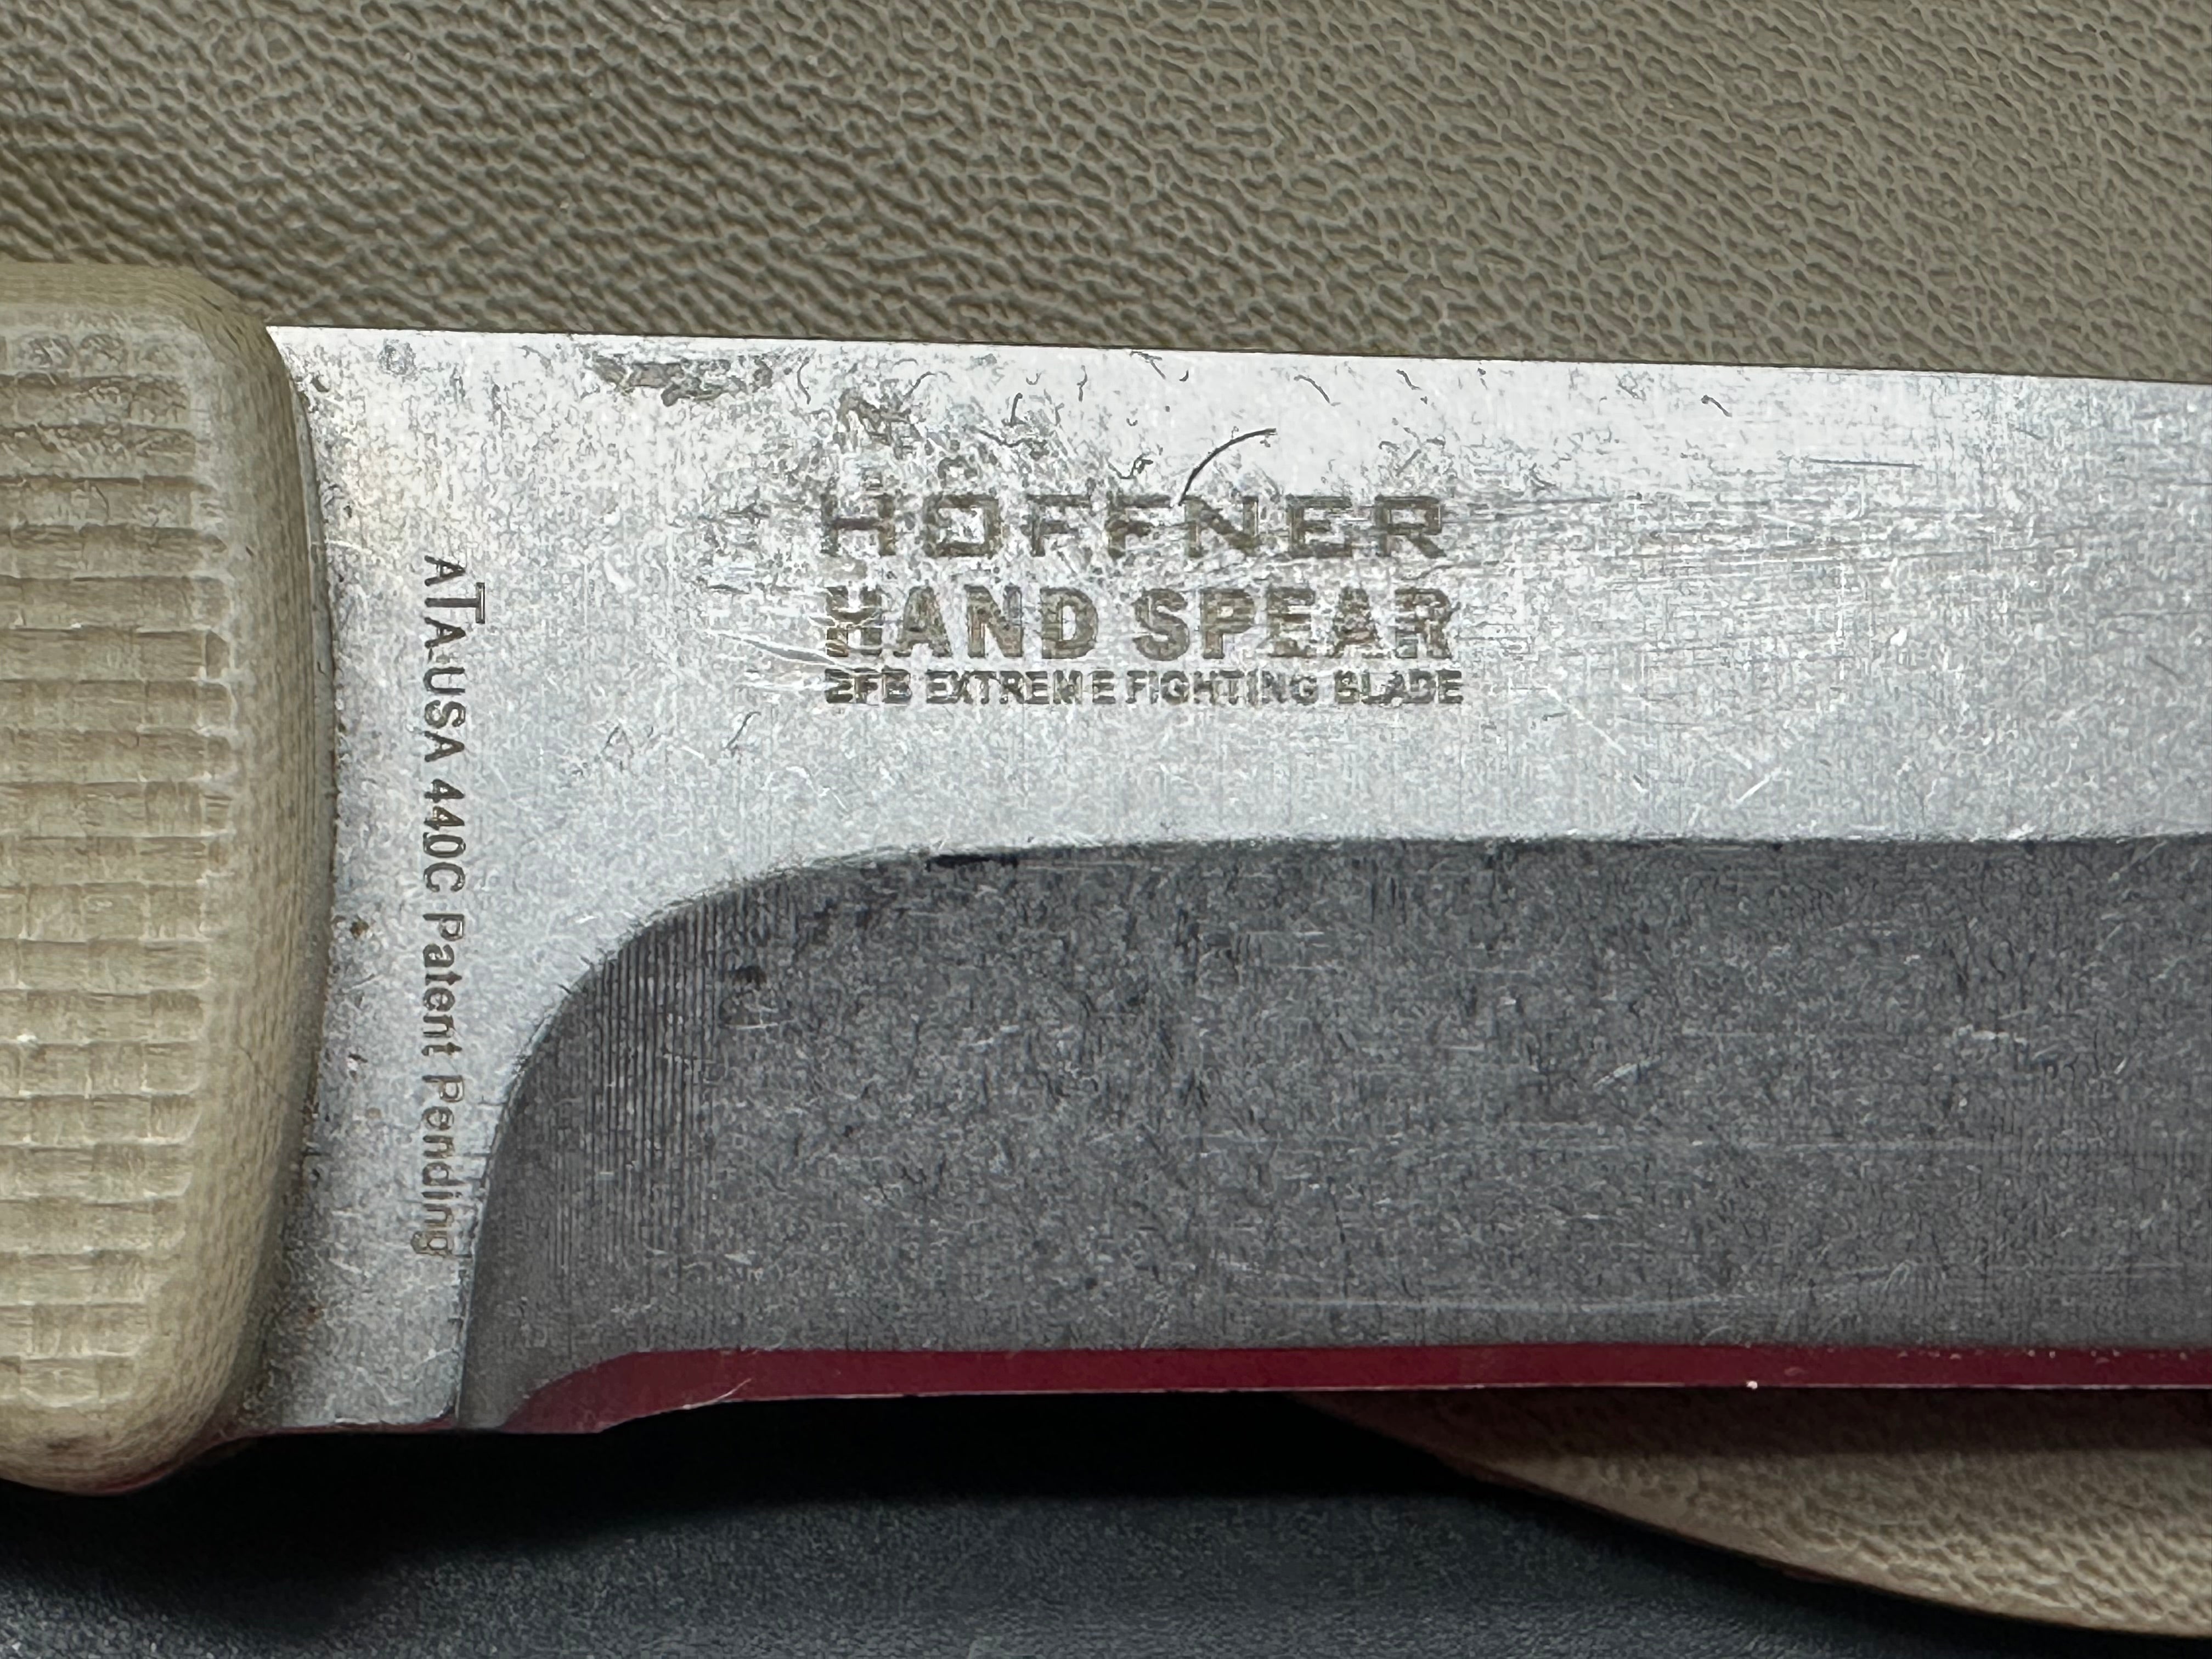 HOFFNER
HAND SPEAR
EFB EXTREME FIGHTING BLADE
ATA-USA 440C Patent Pending